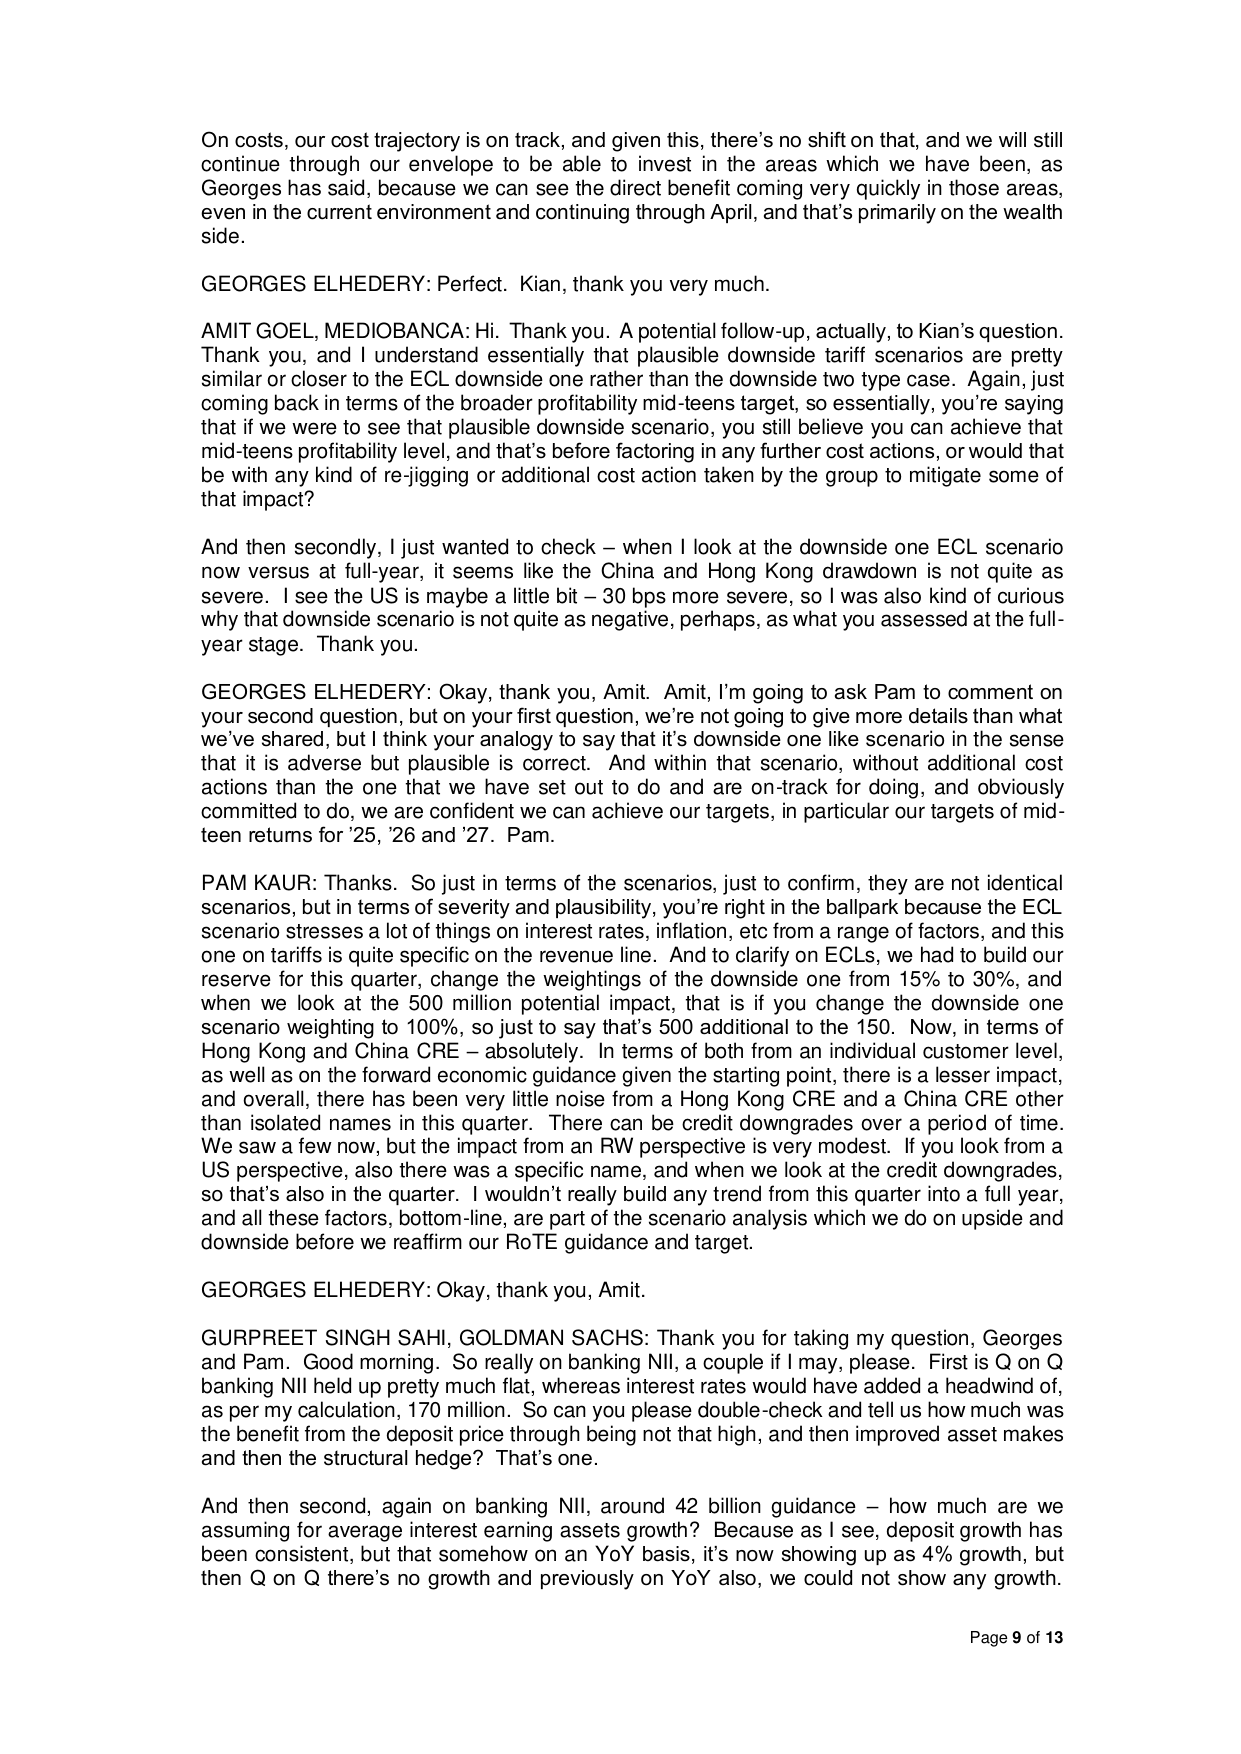 On costs, our cost trajectory is on track, and given this, there’s no shift on that, and we will still
continue through our envelope to be able to invest in the areas which we have been, as
Georges has said, because we can see the direct benefit coming very quickly in those areas,
even in the current environment and continuing through April, and that’s primarily on the wealth
side.
GEORGES ELHEDERY: Perfect.  Kian, thank you very much.
AMIT GOEL, MEDIOBANCA: Hi.  Thank you.  A potential follow-up, actually, to Kian’s question.
Thank you, and I understand essentially that plausible downside tariff scenarios are pretty
similar or closer to the ECL downside one rather than the downside two type case.  Again, just
coming back in terms of the broader profitability mid-teens target, so essentially, you’re saying
that if we were to see that plausible downside scenario, you still believe you can achieve that
mid-teens profitability level, and that’s before factoring in any further cost actions, or would that
be with any kind of re-jigging or additional cost action taken by the group to mitigate some of
that impact?
And then secondly, I just wanted to check – when I look at the downside one ECL scenario
now versus at full-year, it seems like the China and Hong Kong drawdown is not quite as
severe.  I see the US is maybe a little bit – 30 bps more severe, so I was also kind of curious
why that downside scenario is not quite as negative, perhaps, as what you assessed at the full-
year stage.  Thank you.
GEORGES ELHEDERY: Okay, thank you, Amit.  Amit, I’m going to ask Pam to comment on
your second question, but on your first question, we’re not going to give more details than what
we’ve shared, but I think your analogy to say that it’s downside one like scenario in the sense
that it is adverse but plausible is correct.  And within that scenario, without additional cost
actions than the one that we have set out to do and are on-track for doing, and obviously
committed to do, we are confident we can achieve our targets, in particular our targets of mid-
teen returns for ’25, ’26 and ’27.  Pam.
PAM KAUR: Thanks.  So just in terms of the scenarios, just to confirm, they are not identical
scenarios, but in terms of severity and plausibility, you’re right in the ballpark because the ECL
scenario stresses a lot of things on interest rates, inflation, etc from a range of factors, and this
one on tariffs is quite specific on the revenue line.  And to clarify on ECLs, we had to build our
reserve for this quarter, change the weightings of the downside one from 15% to 30%, and
when we look at the 500 million potential impact, that is if you change the downside one
scenario weighting to 100%, so just to say that’s 500 additional to the 150.  Now, in terms of
Hong Kong and China CRE – absolutely.  In terms of both from an individual customer level,
as well as on the forward economic guidance given the starting point, there is a lesser impact,
and overall, there has been very little noise from a Hong Kong CRE and a China CRE other
than isolated names in this quarter.  There can be credit downgrades over a period of time.
We saw a few now, but the impact from an RW perspective is very modest.  If you look from a
US perspective, also there was a specific name, and when we look at the credit downgrades,
so that’s also in the quarter.  I wouldn’t really build any trend from this quarter into a full year,
and all these factors, bottom-line, are part of the scenario analysis which we do on upside and
downside before we reaffirm our RoTE guidance and target.
GEORGES ELHEDERY: Okay, thank you, Amit.
GURPREET SINGH SAHI, GOLDMAN SACHS: Thank you for taking my question, Georges
and Pam.  Good morning.  So really on banking NII, a couple if I may, please.  First is Q on Q
banking NII held up pretty much flat, whereas interest rates would have added a headwind of,
as per my calculation, 170 million.  So can you please double-check and tell us how much was
the benefit from the deposit price through being not that high, and then improved asset makes
and then the structural hedge?  That’s one.
And then second, again on banking NII, around 42 billion guidance – how much are we
assuming for average interest earning assets growth?  Because as I see, deposit growth has
been consistent, but that somehow on an YoY basis, it’s now showing up as 4% growth, but
then Q on Q there’s no growth and previously on YoY also, we could not show any growth.
Page 9 of 13